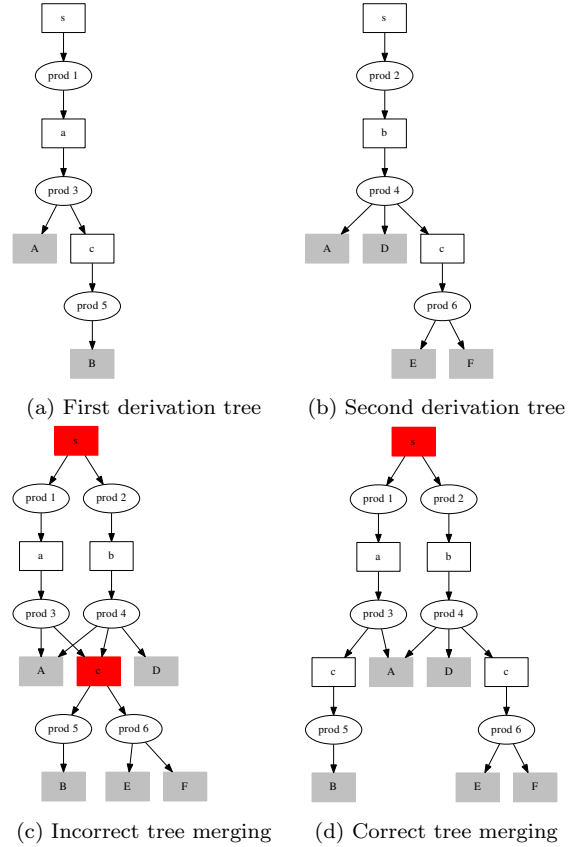 s
prod 1
a
prod 3
A
c
prod 5
B
(a) First derivation tree
s
prod 2
b
prod 4
A
D
c
prod 6
E
F
(b) Second derivation tree
s
prod 1
prod 2
a
b
prod 3
prod 4
A
c
D
prod 5
prod 6
B
E
F
(c) Incorrect tree merging
s
prod 1
prod 2
a
b
prod 3
prod 4
c
A
D
c
prod 5
prod 6
B
E
F
(d) Correct tree merging